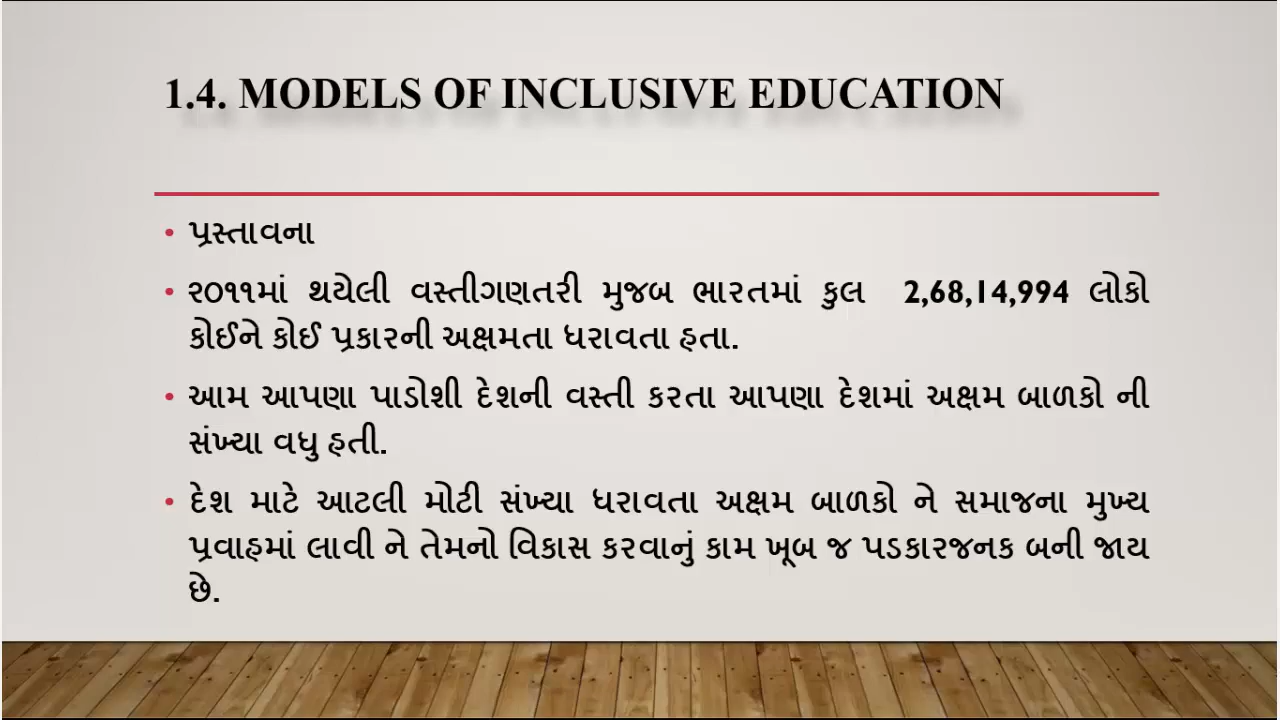 1.4. MODELS OF INCLUSIVE EDUCATION
• પ્રસ્તાવના
• ૨૦૧૧માં થયેલી વસ્તીગણતરી મુજબ ભારતમાં કુલ 2,68,14,994 લોકો
કોઈને કોઈ પ્રકારની અક્ષમતા ધરાવતા હતા.
• આમ આપણા પાડોશી દેશની વસ્તી કરતા આપણા દેશમાં અક્ષમ બાળકો ની
સંખ્યા વધુ હતી.
• દેશ માટે આટલી મોટી સંખ્યા ધરાવતા અક્ષમ બાળકો ને સમાજના મુખ્ય
પ્રવાહમાં લાવી ને તેમનો વિકાસ કરવાનું કામ ખૂબ જ પડકારજનક બની જાય
છે.